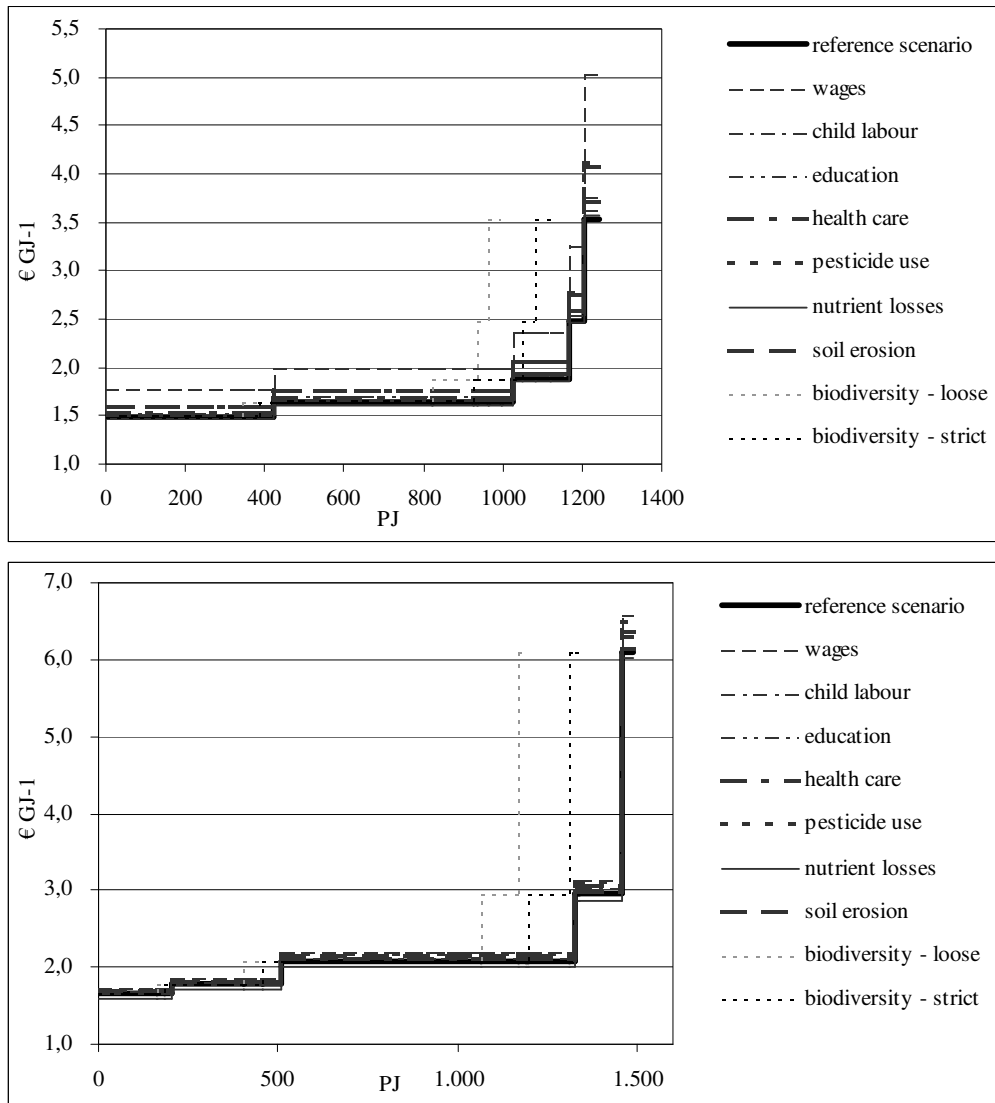 5,5
5,0
4,5
4,0
3,5
3,0
2,5
2,0
1,5
1,0
€ GJ-1
0 200 400 600 800 1000 1200 1400
PJ
reference scenario
wages
child labour
education
health care
pesticide use
nutrient losses
soil erosion
biodiversity - loose
biodiversity - strict
7,0
6,0
5,0
4,0
3,0
2,0
1,0
€ GJ-1
0 500 1.000 1.500
PJ
reference scenario
wages
child labour
education
health care
pesticide use
nutrient losses
soil erosion
biodiversity - loose
biodiversity - strict